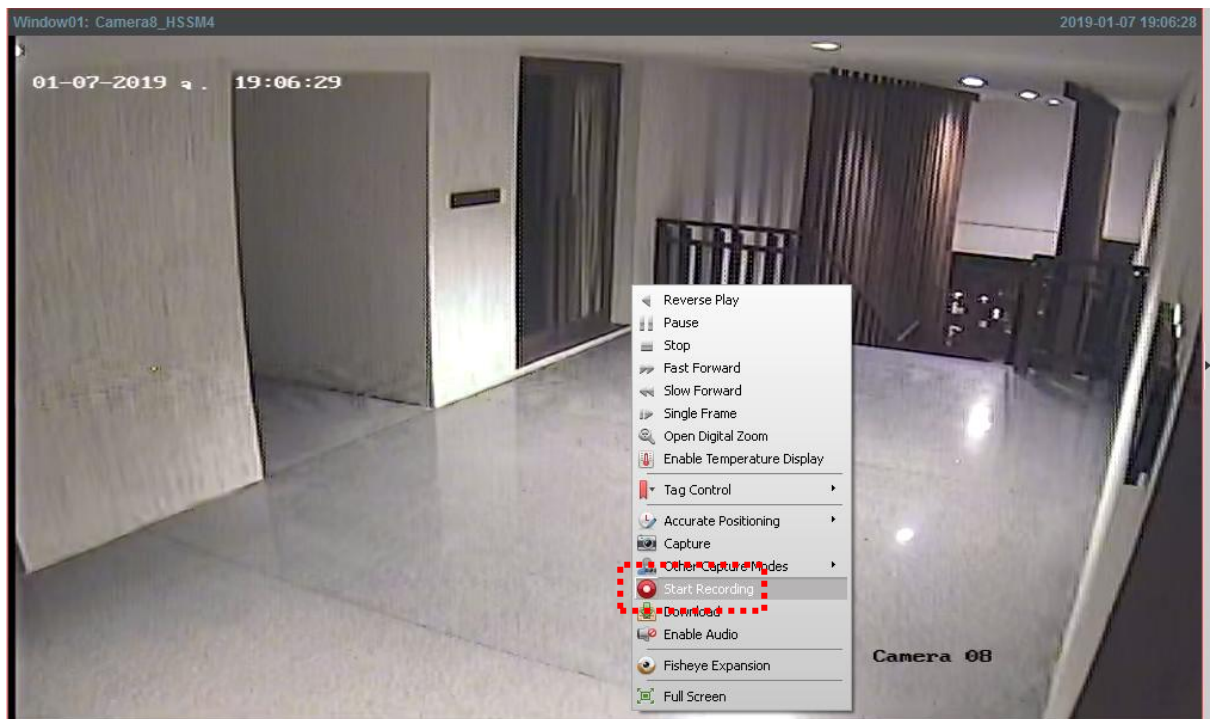 Window01: Camera8_HSSM4 2019-01-07 19:06:28
01-07-2019 จ. 19:06:29
Reverse Play
Pause
Stop
Fast Forward
Slow Forward
Single Frame
Open Digital Zoom
Enable Temperature Display
Tag Control
Accurate Positioning
Capture
Other Capture Modes
Start Recording
Download
Enable Audio
Fisheye Expansion
Full Screen
Camera 08